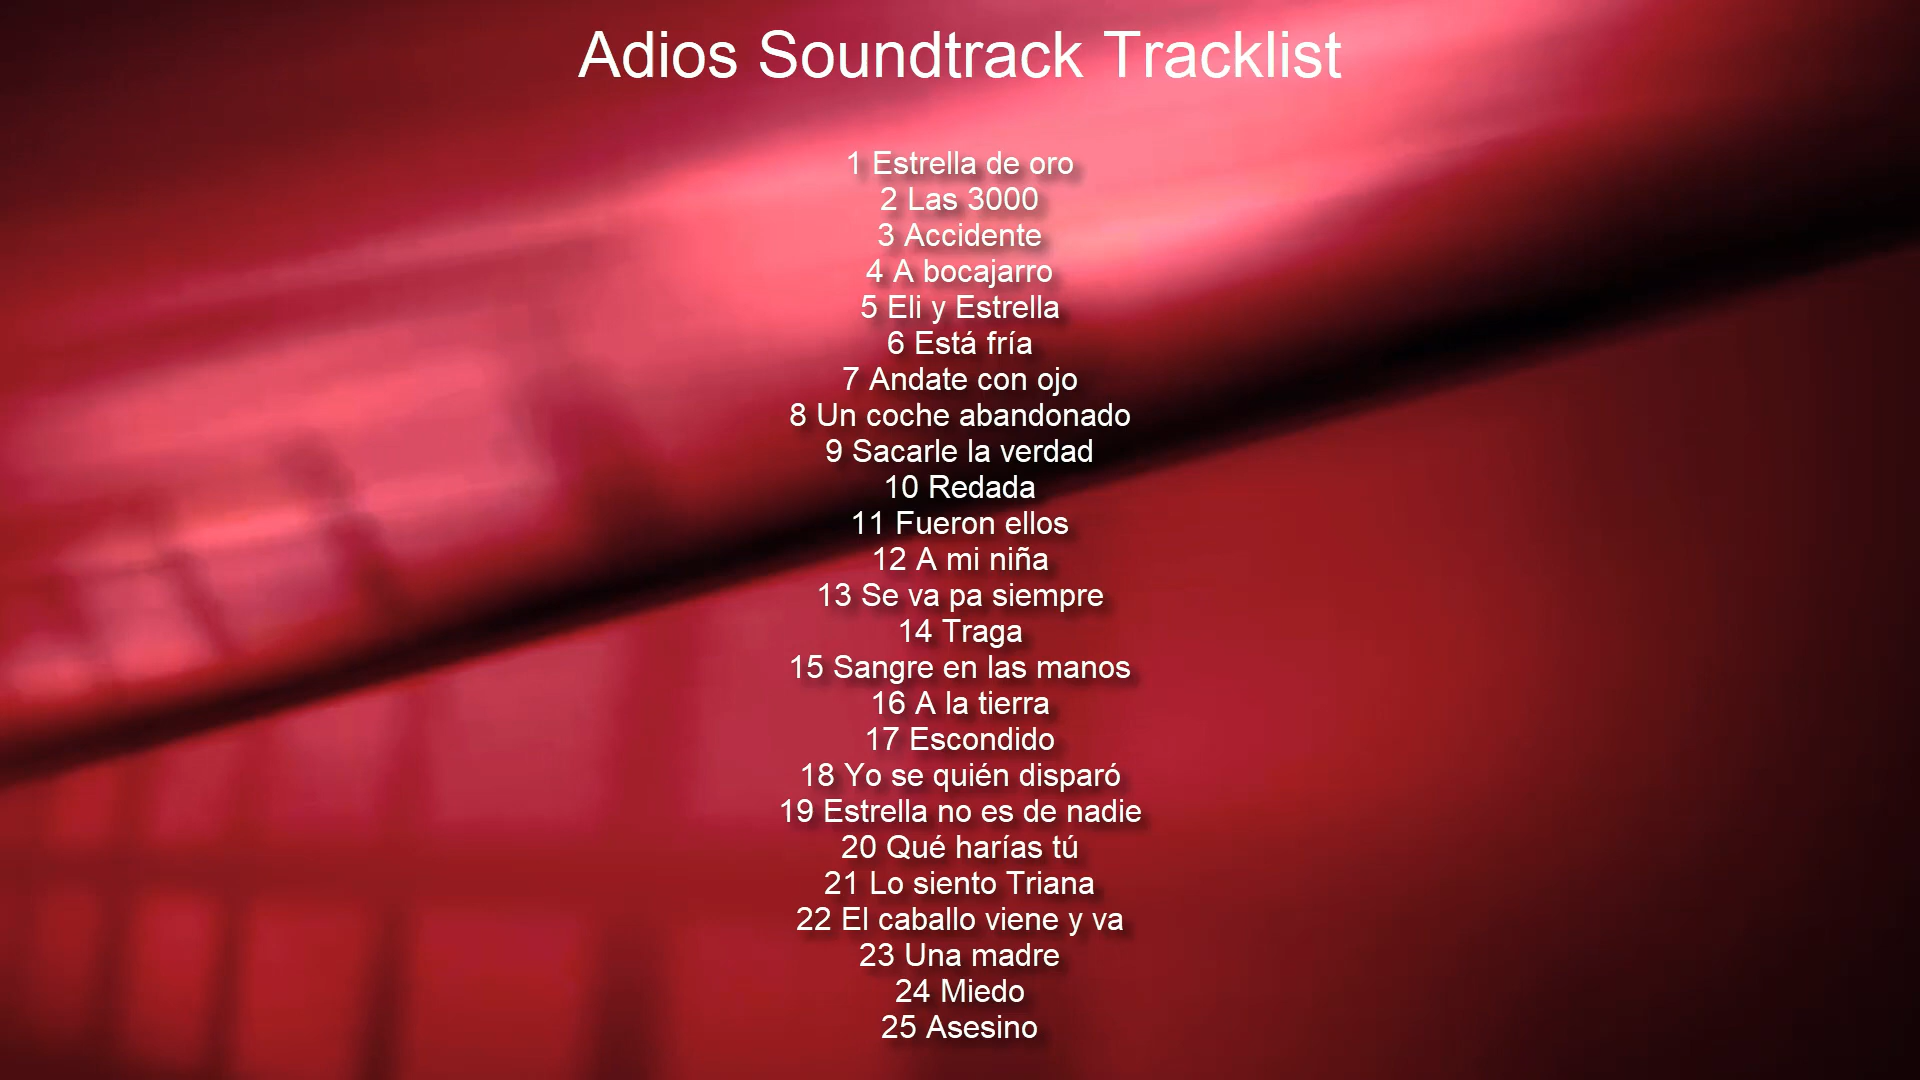 Adios Soundtrack Tracklist
1 Estrella de oro
2 Las 3000
3 Accidente
4 A bocajarro
5 Eli y Estrella
6 Está fría
7 Andate con ojo
8 Un coche abandonado
9 Sacarle la verdad
10 Redada
11 Fueron ellos
12 A mi niña
13 Se va pa siempre
14 Traga
15 Sangre en las manos
16 A la tierra
17 Escondido
18 Yo se quién disparó
19 Estrella no es de nadie
20 Qué harías tú
21 Lo siento Triana
22 El caballo viene y va
23 Una madre
24 Miedo
25 Asesino